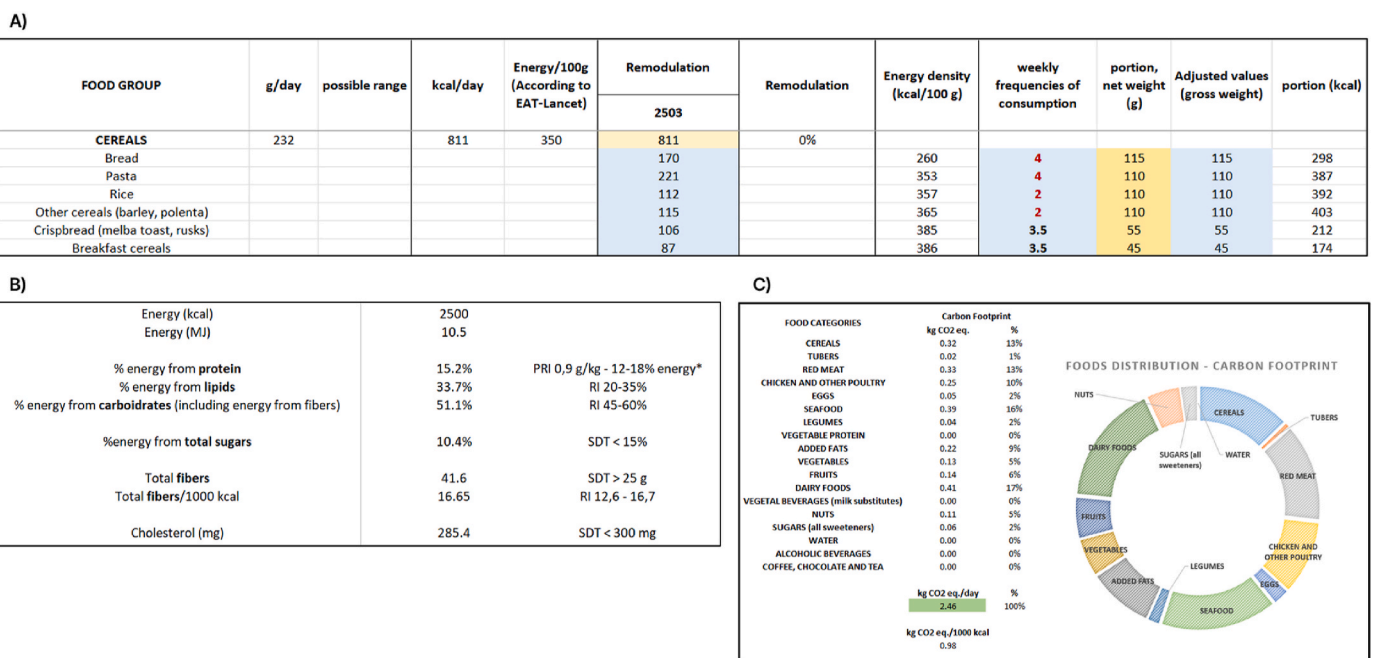 A)
FOOD GROUP g/day possible range kcal/day Energy/100g (According to EAT-Lancet) Remodulation 2503 Remodulation Energy density (kcal/100 g) weekly frequencies of consumption portion, net weight (g) Adjusted values (gross weight) portion (kcal)
CEREALS 232 811 350 811 0%
Bread 170 260 4 115 115 298
Pasta 221 353 4 110 110 387
Rice 112 357 2 110 110 392
Other cereals (barley, polenta) 115 365 2 110 110 403
Crispbread (melba toast, rusks) 106 385 3.5 55 55 212
Breakfast cereals 87 386 3.5 45 45 174
B)
Energy (kcal) 2500
Energy (MJ) 10.5
% energy from protein 15.2% PRI 0,9 g/kg - 12-18% energy*
% energy from lipids 33.7% RI 20-35%
% energy from carboidrates (including energy from fibers) 51.1% RI 45-60%
%energy from total sugars 10.4% SDT < 15%
Total fibers 41.6 SDT > 25 g
Total fibers/1000 kcal 16.65 RI 12,6 - 16,7
Cholesterol (mg) 285.4 SDT < 300 mg
C)
FOOD CATEGORIES Carbon Footprint
kg CO2 eq. %
CEREALS 0.32 13%
TUBERS 0.02 1%
RED MEAT 0.33 13%
CHICKEN AND OTHER POULTRY 0.25 10%
EGGS 0.05 2%
SEAFOOD 0.39 16%
LEGUMES 0.04 2%
VEGETABLE PROTEIN 0.00 0%
ADDED FATS 0.22 9%
VEGETABLES 0.13 5%
FRUITS 0.14 6%
DAIRY FOODS 0.41 17%
VEGETAL BEVERAGES (milk substitutes) 0.00 0%
NUTS 0.11 5%
SUGARS (all sweeteners) 0.06 2%
WATER 0.00 0%
ALCOHOLIC BEVERAGES 0.00 0%
COFFEE, CHOCOLATE AND TEA 0.00 0%
kg CO2 eq./day %
2.46 100%
kg CO2 eq./1000 kcal
0.98
FOODS DISTRIBUTION - CARBON FOOTPRINT
NUTS
CEREALS
TUBERS
DAIRY FOODS
SUGARS (all
sweeteners)
WATER
RED MEAT
FRUITS
VEGETABLES
CHICKEN AND
OTHER POULTRY
LEGUMES
ADDED FATS
EGGS
SEAFOOD